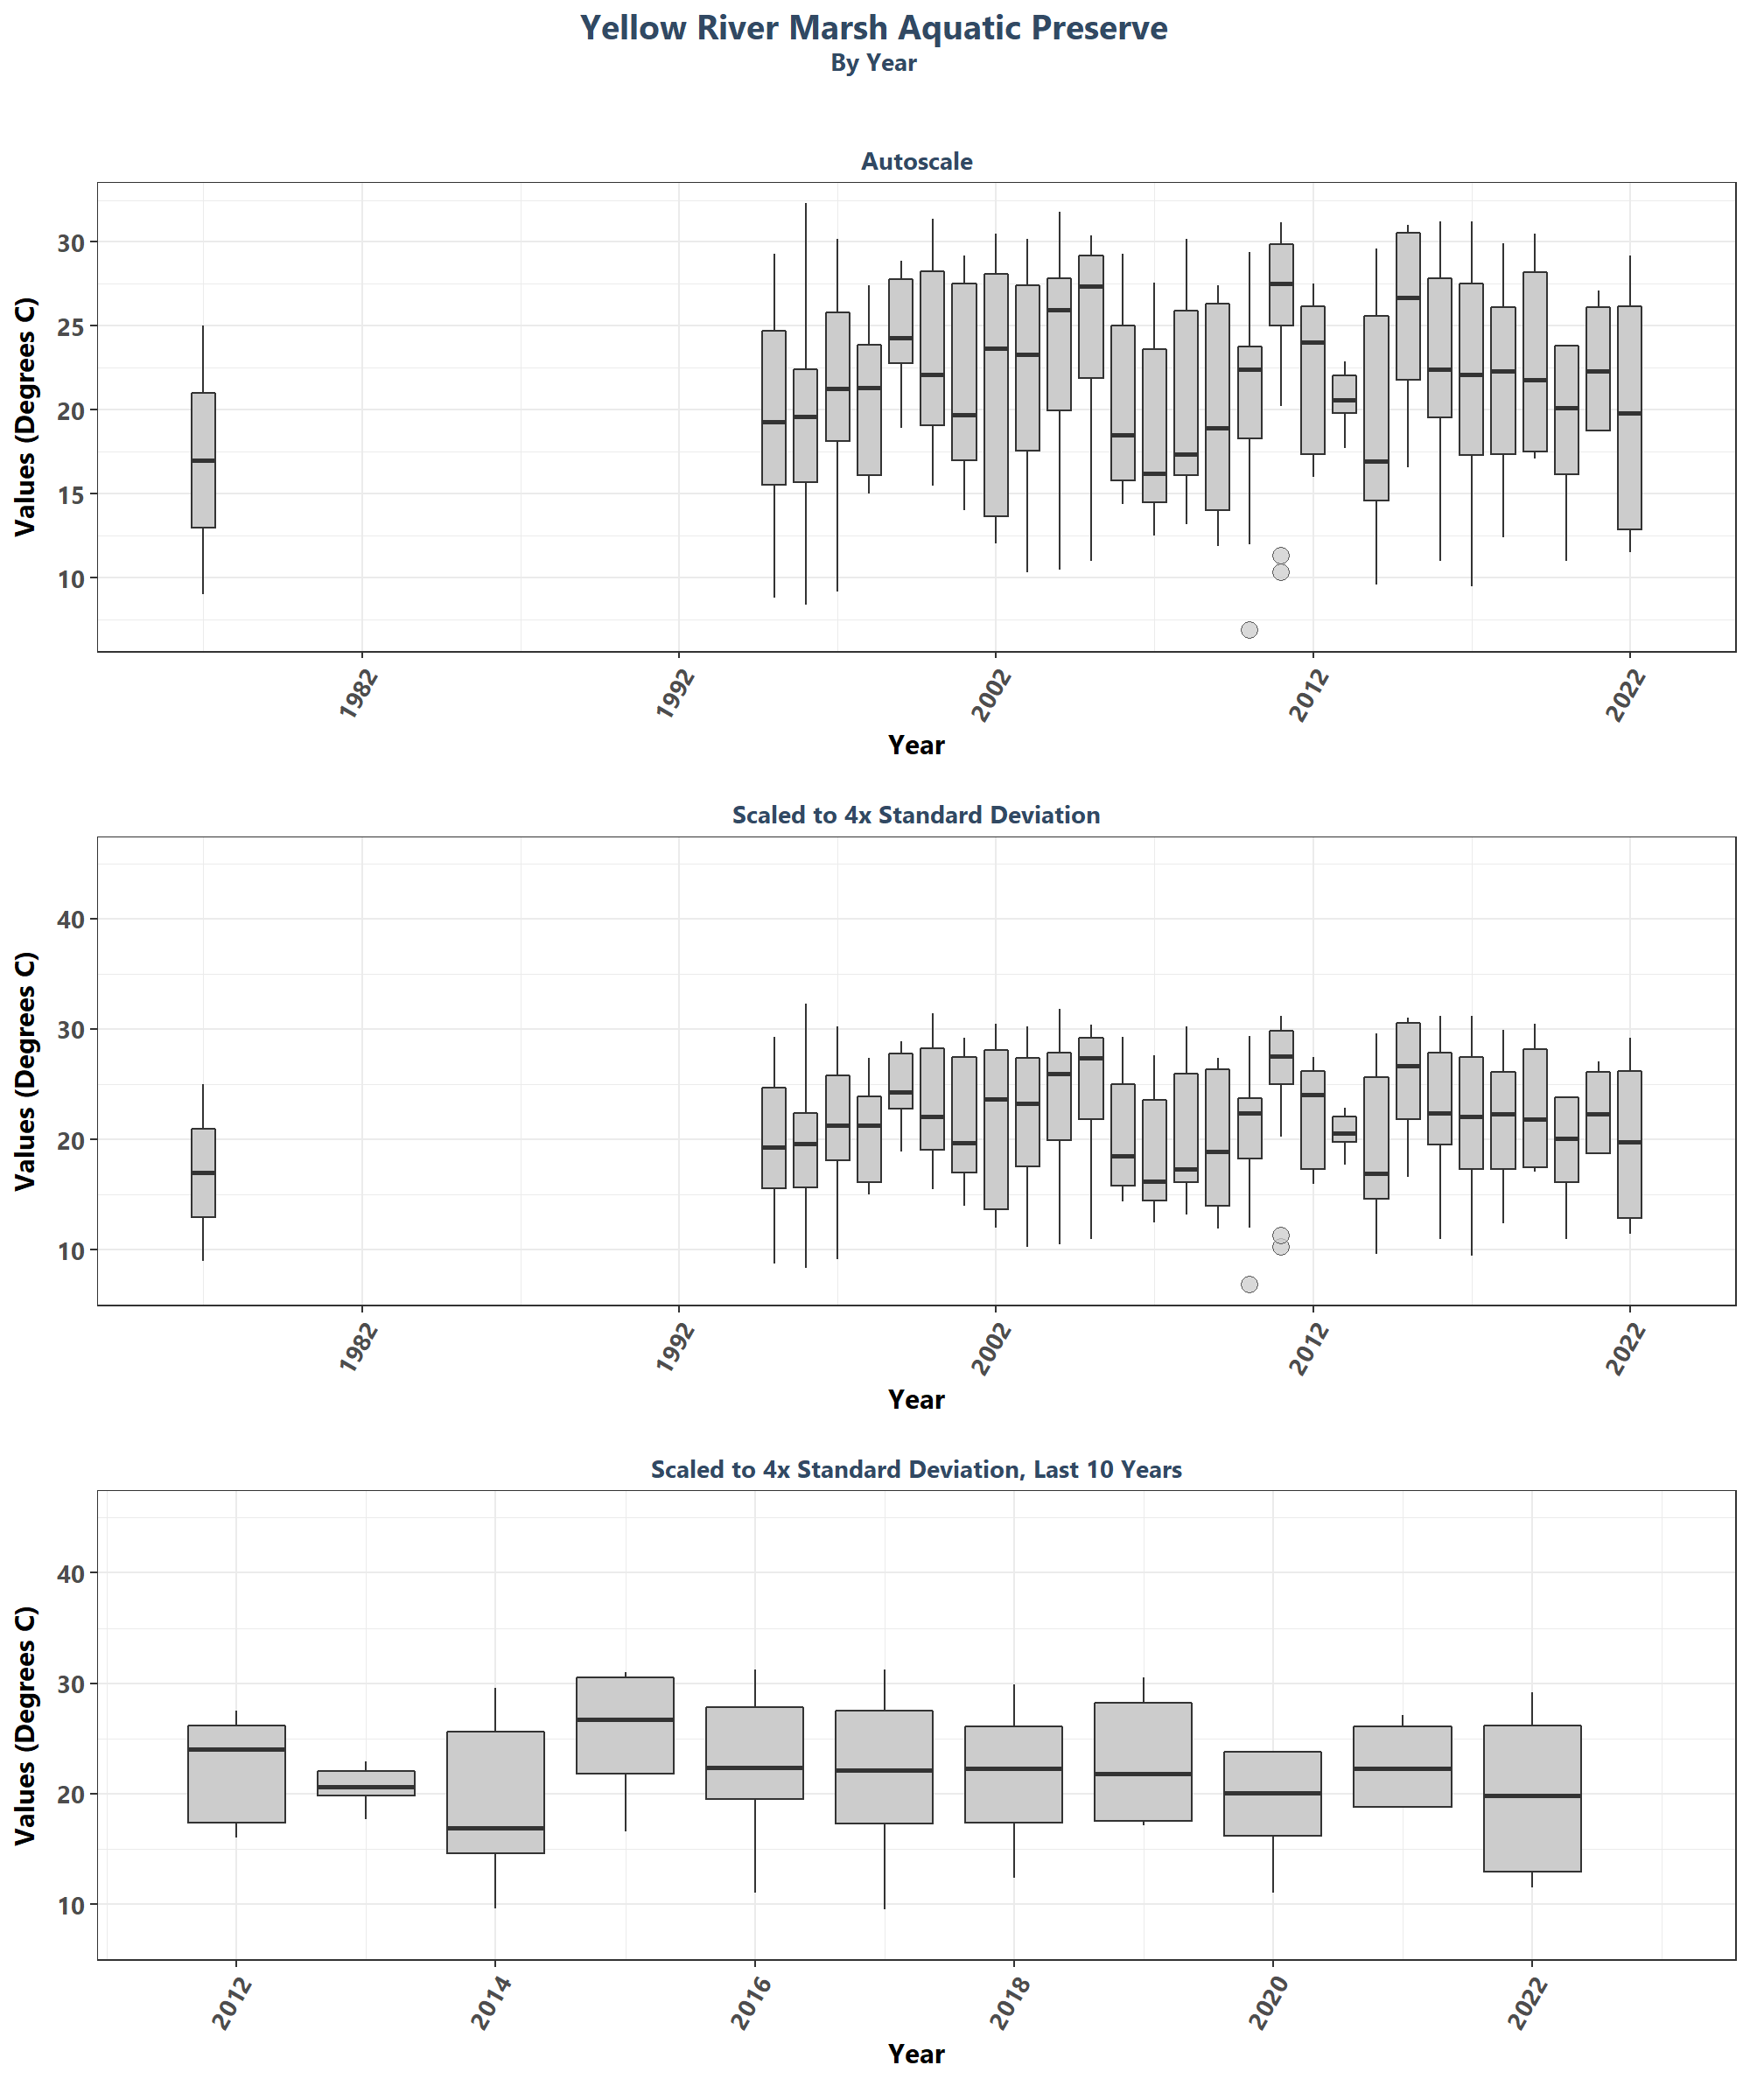 Yellow River Marsh Aquatic Preserve
By Year
Autoscale
Values (Degrees C)
30
25
20
15
10
1982
1992
2002
2012
2022
Year
Scaled to 4x Standard Deviation
Values (Degrees C)
40
30
20
10
1982
1992
2002
2012
2022
Year
Scaled to 4x Standard Deviation, Last 10 Years
Values (Degrees C)
40
30
20
10
2012
2014
2016
2018
2020
2022
Year